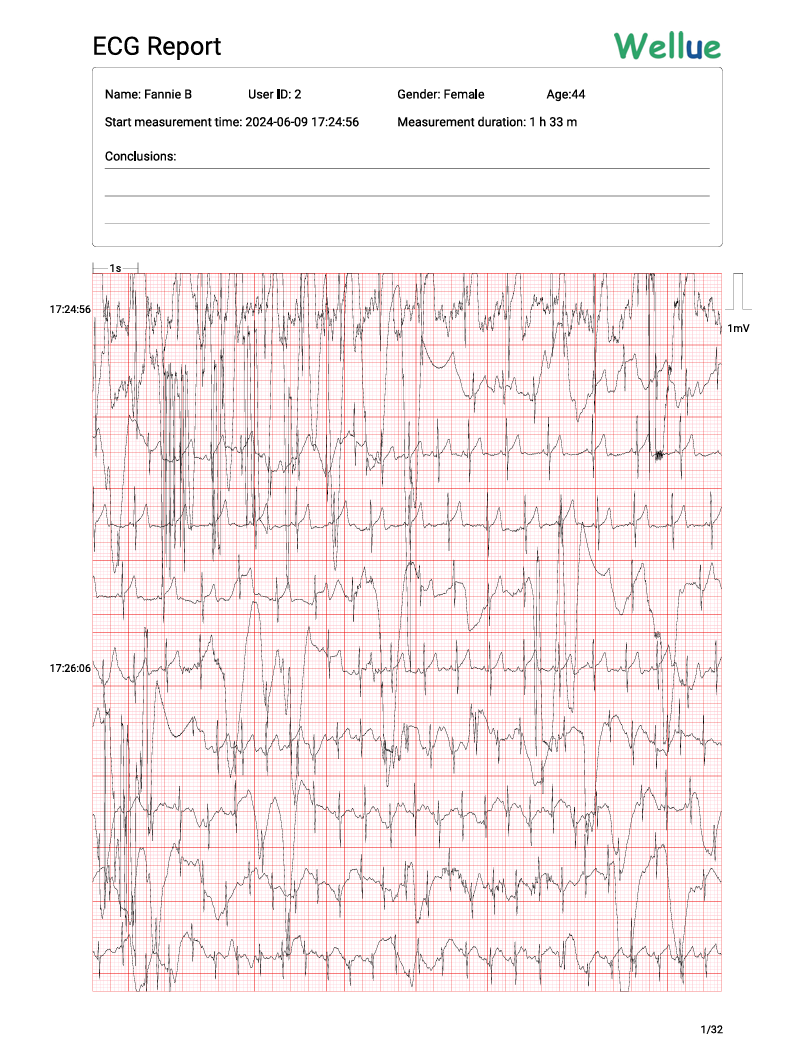 ECG Report
Wellue
Name: Fannie B User ID: 2 Gender: Female Age:44
Start measurement time: 2024-06-09 17:24:56 Measurement duration: 1 h 33 m
Conclusions:
1s
17:24:56
1mV
17:26:06
1/32